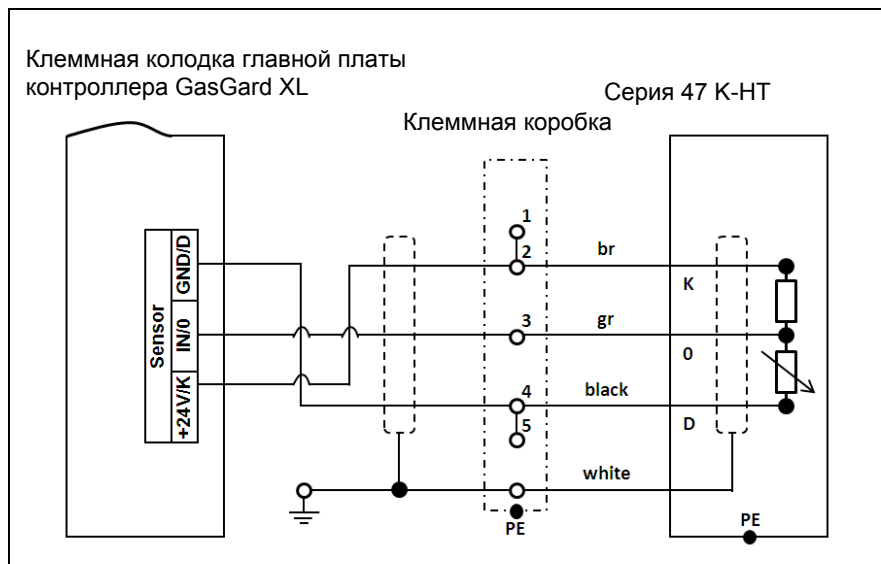 Клеммная колодка главной платы
контроллера GasGard XL
Серия 47 K-HT
Клеммная коробка
Sensor
GND/D
IN/0
+24V/K
1
2
3
4
5
PE
br
gr
black
white
K
0
D
PE